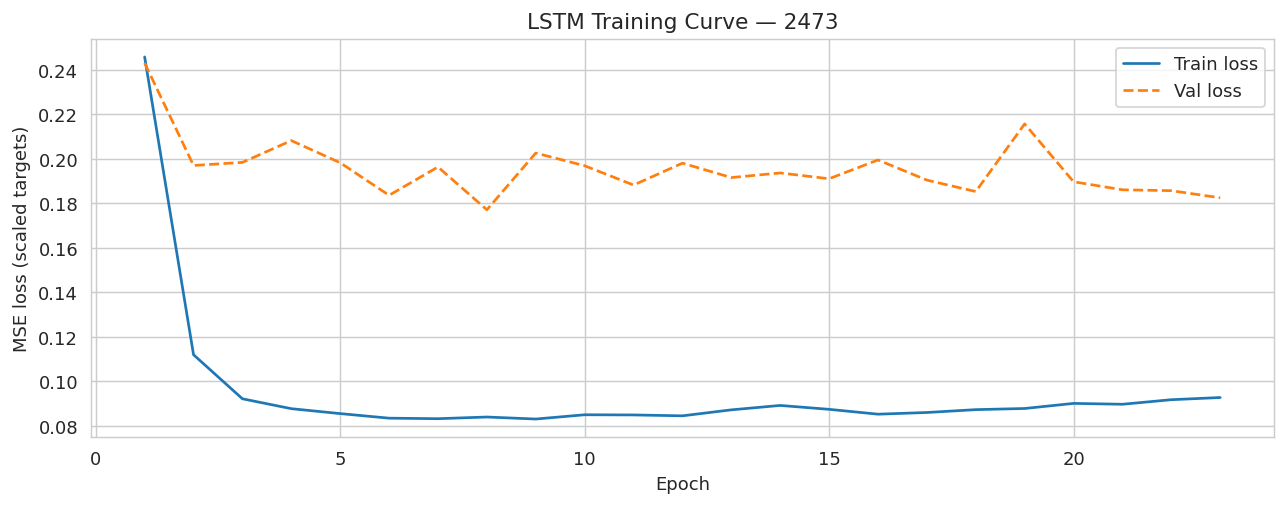 LSTM Training Curve — 2473
Train loss
Val loss
MSE loss (scaled targets)
0.24
0.22
0.20
0.18
0.16
0.14
0.12
0.10
0.08
0
5
10
15
20
Epoch